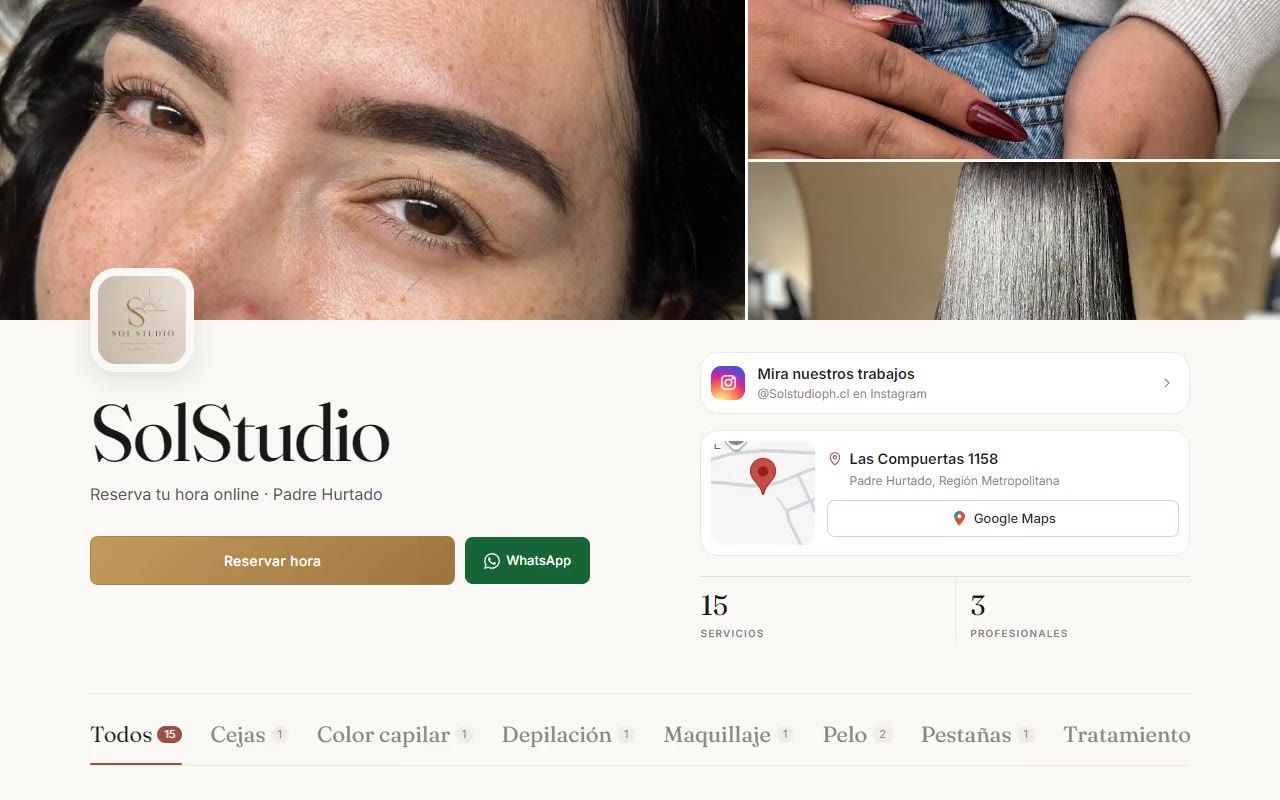 SOL STUDIO
SolStudio
Reserva tu hora online · Padre Hurtado
Reservar hora
WhatsApp
Mira nuestros trabajos
@Solstudioph.cl en Instagram
Las Compuertas 1158
Padre Hurtado, Región Metropolitana
Google Maps
15
SERVICIOS
3
PROFESIONALES
Todos 15
Cejas 1
Color capilar 1
Depilación 1
Maquillaje 1
Pelo 2
Pestañas 1
Tratamiento